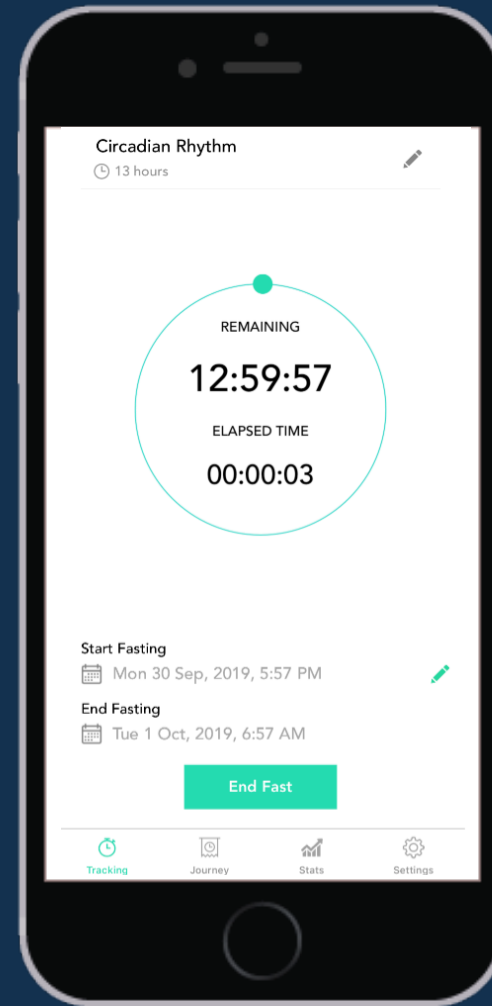 Circadian Rhythm
13 hours
REMAINING
12:59:57
ELAPSED TIME
00:00:03
Start Fasting
Mon 30 Sep, 2019, 5:57 PM
End Fasting
Tue 1 Oct, 2019, 6:57 AM
End Fast
Tracking Journey Stats Settings